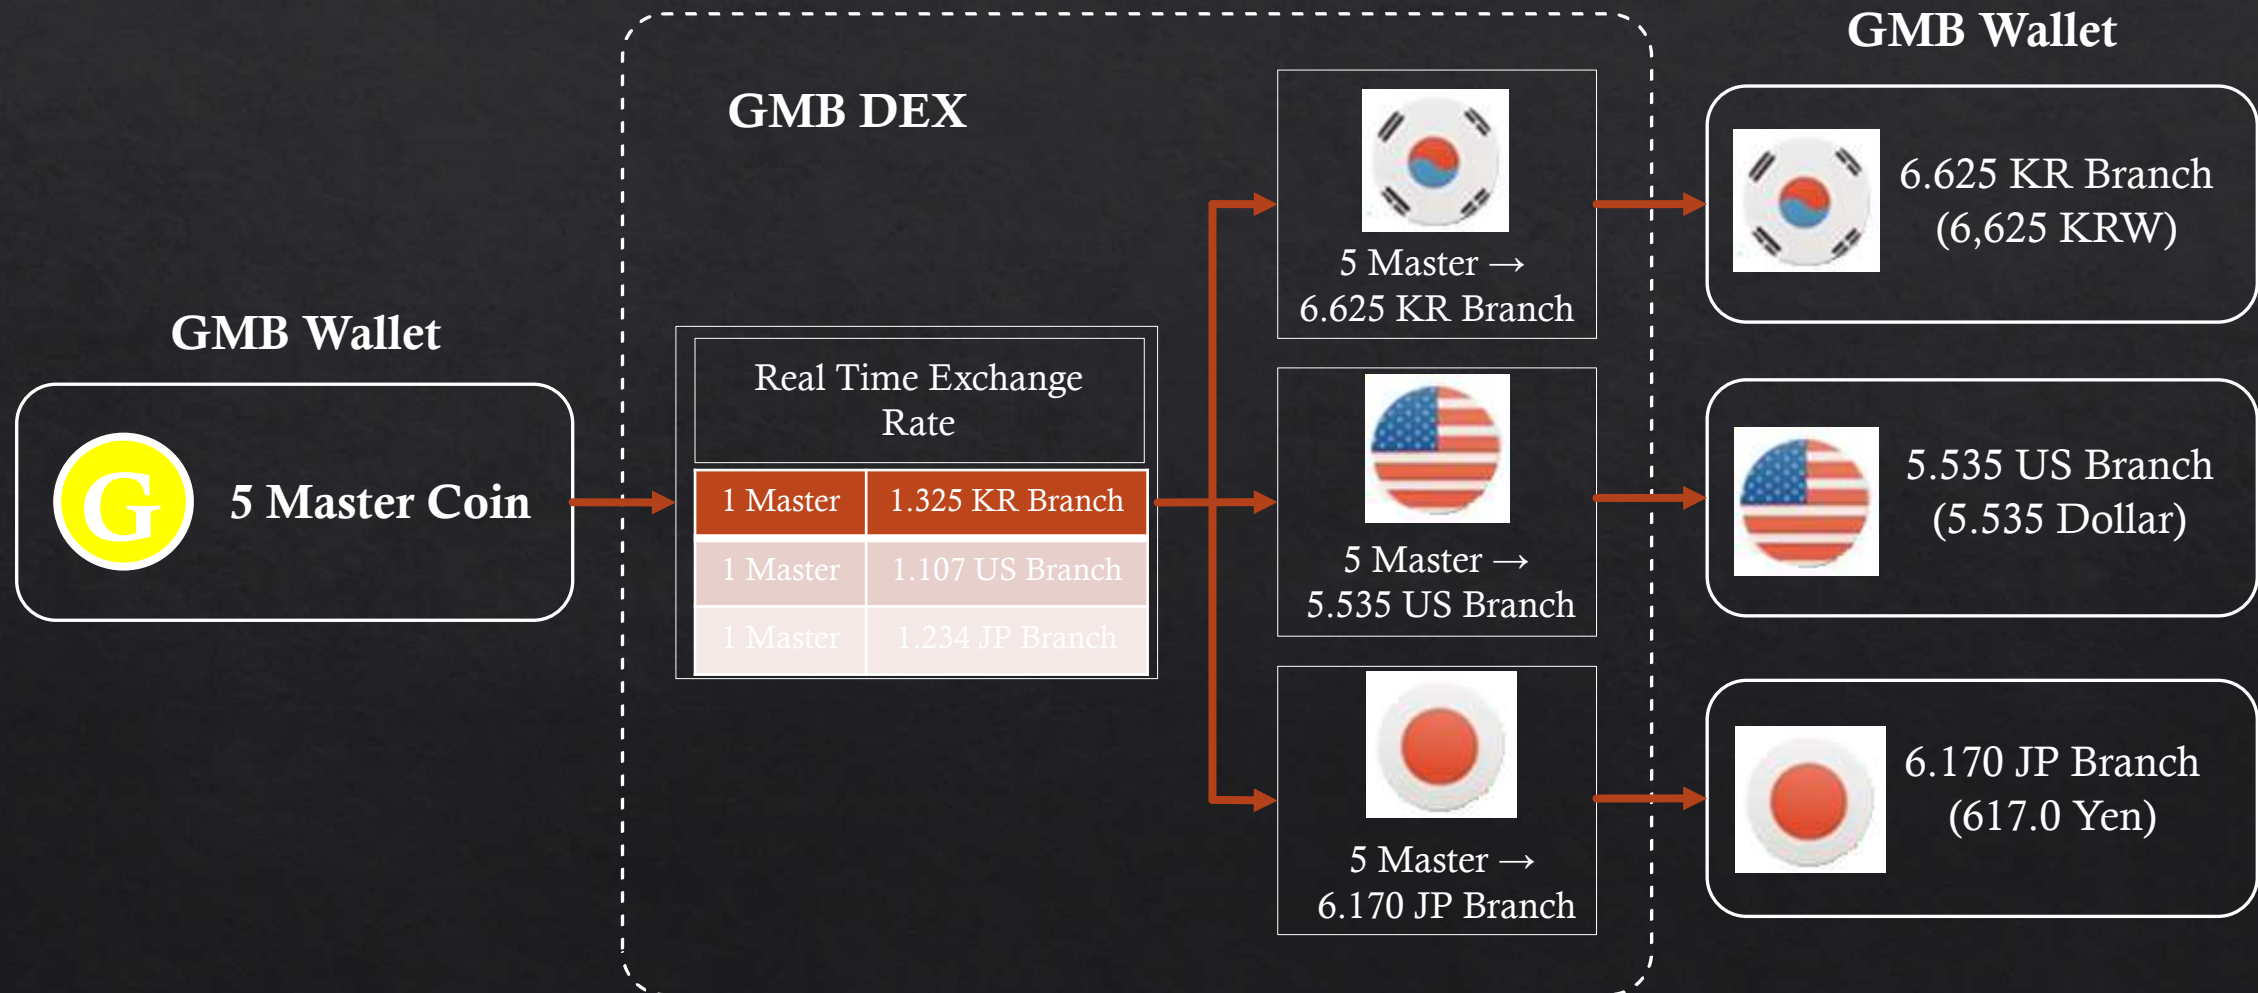 GMB Wallet
G
5 Master Coin
GMB DEX
Real Time Exchange
Rate
1 Master 1.325 KR Branch
1 Master 1.107 US Branch
1 Master 1.234 JP Branch
5 Master →
6.625 KR Branch
5 Master →
5.535 US Branch
5 Master →
6.170 JP Branch
GMB Wallet
6.625 KR Branch
(6,625 KRW)
5.535 US Branch
(5.535 Dollar)
6.170 JP Branch
(617.0 Yen)